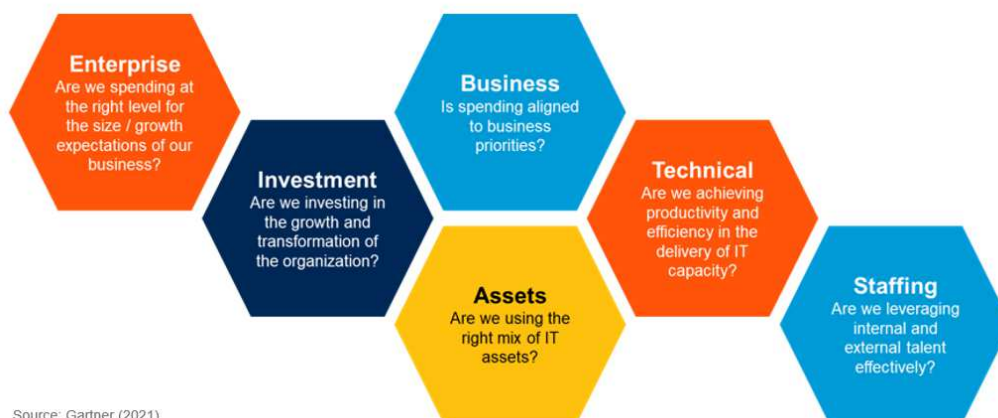 Enterprise
Are we spending at
the right level for
the size / growth
expectations of our
business?
Investment
Are we investing in
the growth and
transformation of
the organization?
Business
Is spending aligned
to business
priorities?
Assets
Are we using the
right mix of IT
assets?
Technical
Are we achieving
productivity and
efficiency in the
delivery of IT
capacity?
Staffing
Are we leveraging
internal and
external talent
effectively?
Source: Gartner (2021)